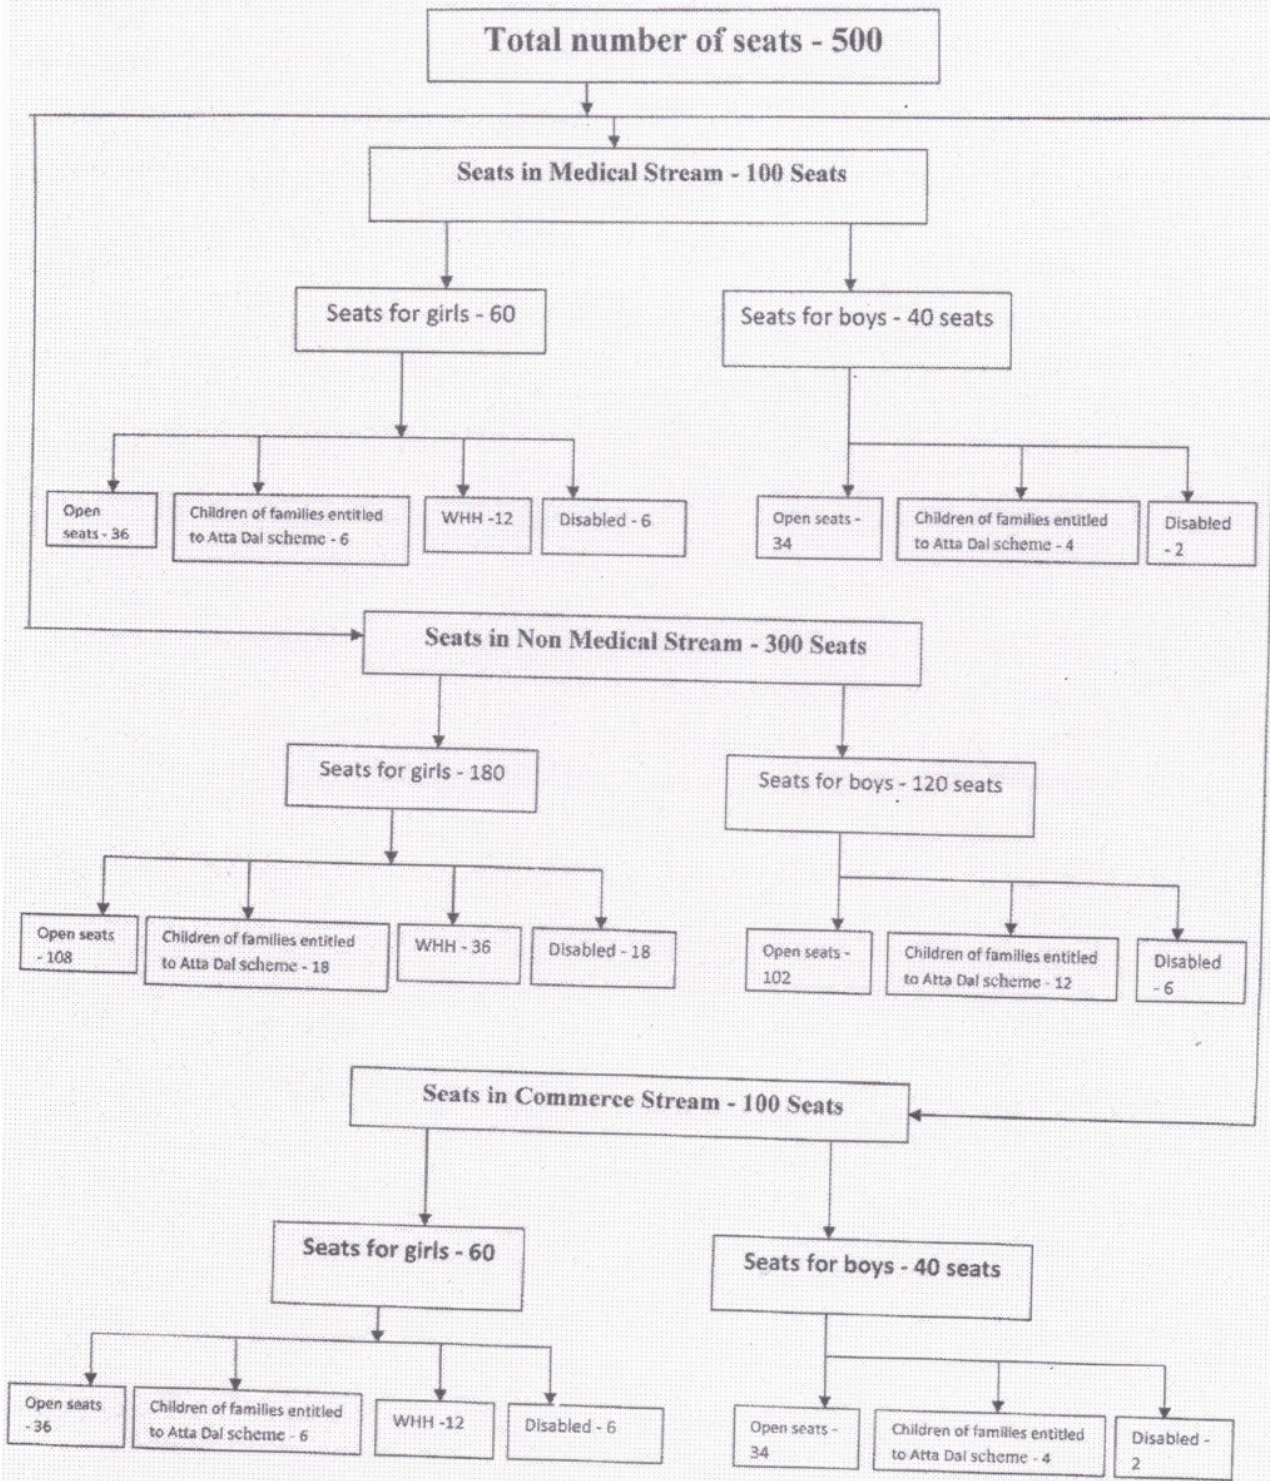 Total number of seats - 500
Seats in Medical Stream - 100 Seats
Seats for girls - 60
Seats for boys - 40 seats
Open
seats - 36
Children of families entitled
to Atta Dal scheme - 6
WHH -12
Disabled - 6
Open seats -
34
Children of families entitled
to Atta Dal scheme - 4
Disabled
- 2
Seats in Non Medical Stream - 300 Seats
Seats for girls - 180
Seats for boys - 120 seats
Open seats
- 108
Children of families entitled
to Atta Dal scheme - 18
WHH - 36
Disabled - 18
Open seats -
102
Children of families entitled
to Atta Dal scheme - 12
Disabled
- 6
Seats in Commerce Stream - 100 Seats
Seats for girls - 60
Seats for boys - 40 seats
Open seats
- 36
Children of families entitled
to Atta Dal scheme - 6
WHH -12
Disabled - 6
Open seats -
34
Children of families entitled
to Atta Dal scheme - 4
Disabled -
2